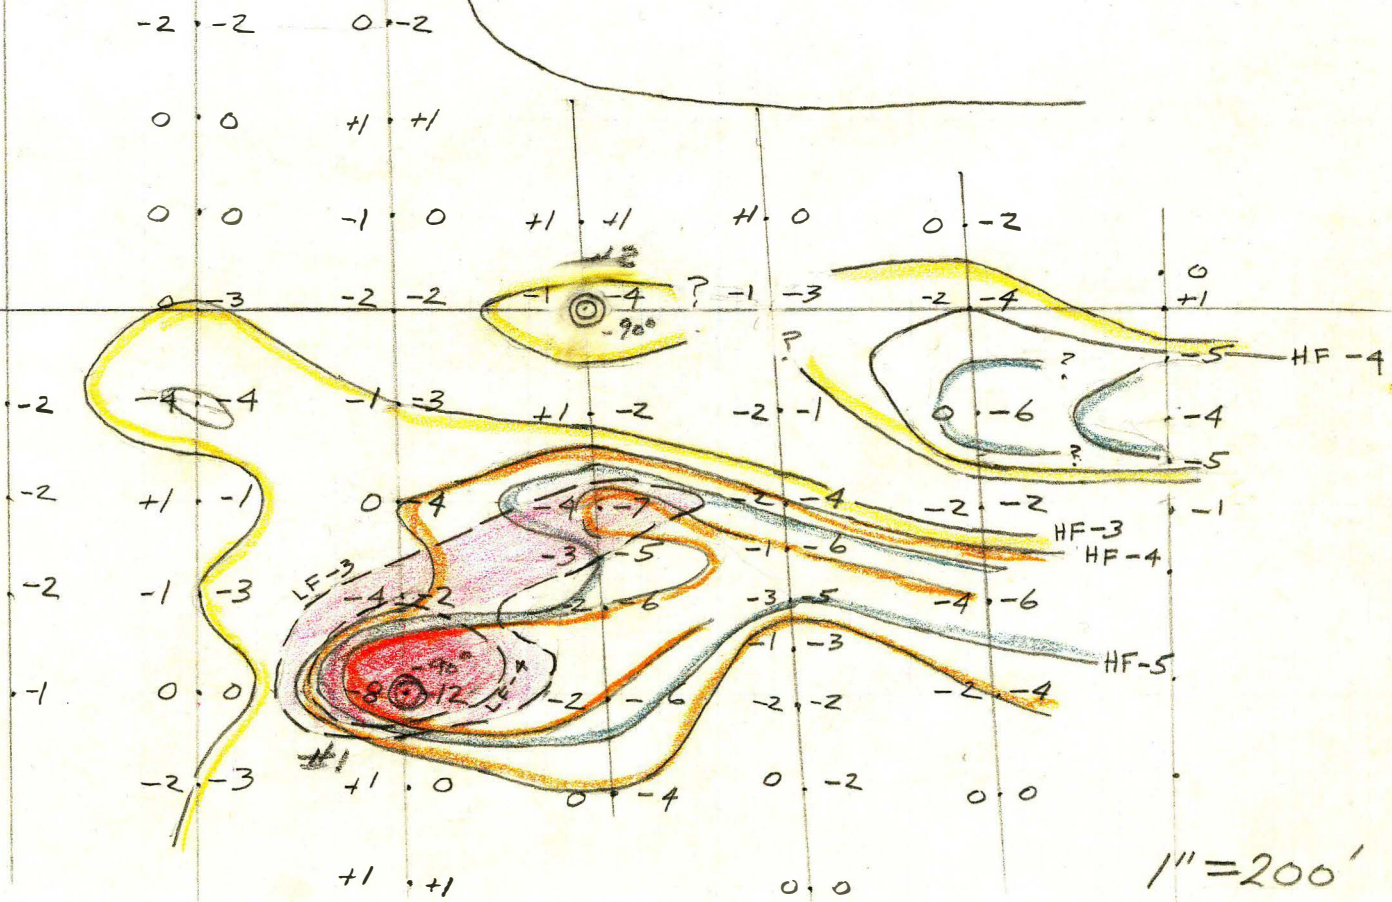 -2 -2 0 -2
0 0 +1 +1
0 0 -1 0 +1 +1 +1 0 0 -2
#2 0
0 -3 -2 -2 -1 -4 ? -1 -3 -2 -4 +1
-90°
? ? -5 HF -4
-2 -4 -4 -1 -3 +1 -2 -2 -1 0 -6 -4
? -5
-2 +1 -1 0 -4 -4 -7 -2 -4 -2 -2 -1
HF-3
-3 -5 -1 -6 HF-4
LF-3
-2 -1 -3 -4 -2 -2 -6 -3 -5 -4 -6
-1 -3
-90° HF-5
-1 0 0 -8 -12 LF-X -2 -6 -2 -2 -2 -4
#1
-2 -3 +1 0 0 -4 0 -2 0 0
+1 +1 0 0
1"=200'